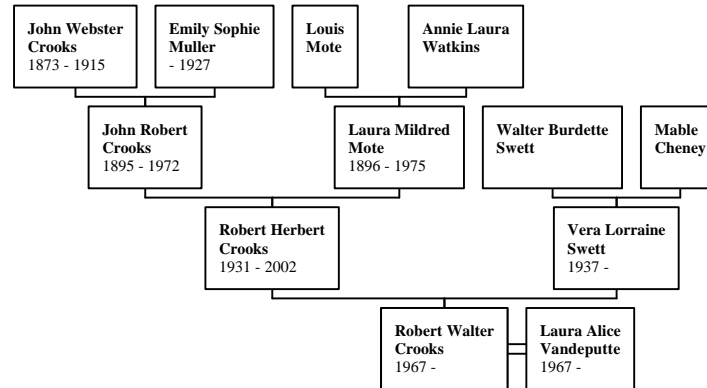 John Webster
Crooks
1873 - 1915
Emily Sophie
Muller
- 1927
Louis
Mote
Annie Laura
Watkins
John Robert
Crooks
1895 - 1972
Laura Mildred
Mote
1896 - 1975
Walter Burdette
Swett
Mable
Cheney
Robert Herbert
Crooks
1931 - 2002
Vera Lorraine
Swett
1937 -
Robert Walter
Crooks
1967 -
Laura Alice
Vandeputte
1967 -